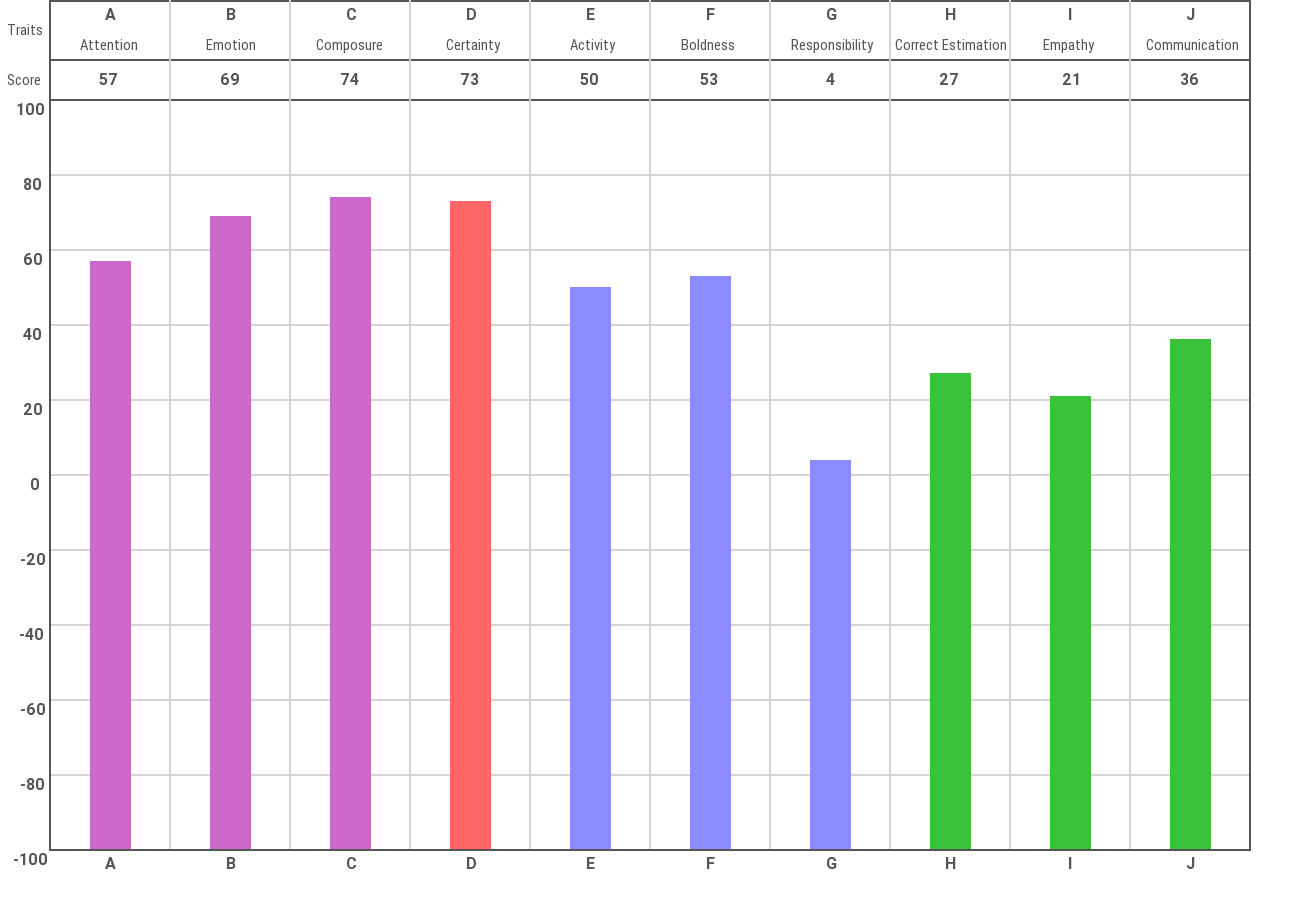 Traits A B C D E F G H I J
Attention Emotion Composure Certainty Activity Boldness Responsibility Correct Estimation Empathy Communication
Score 57 69 74 73 50 53 4 27 21 36
100
80
60
40
20
0
-20
-40
-60
-80
-100
A B C D E F G H I J